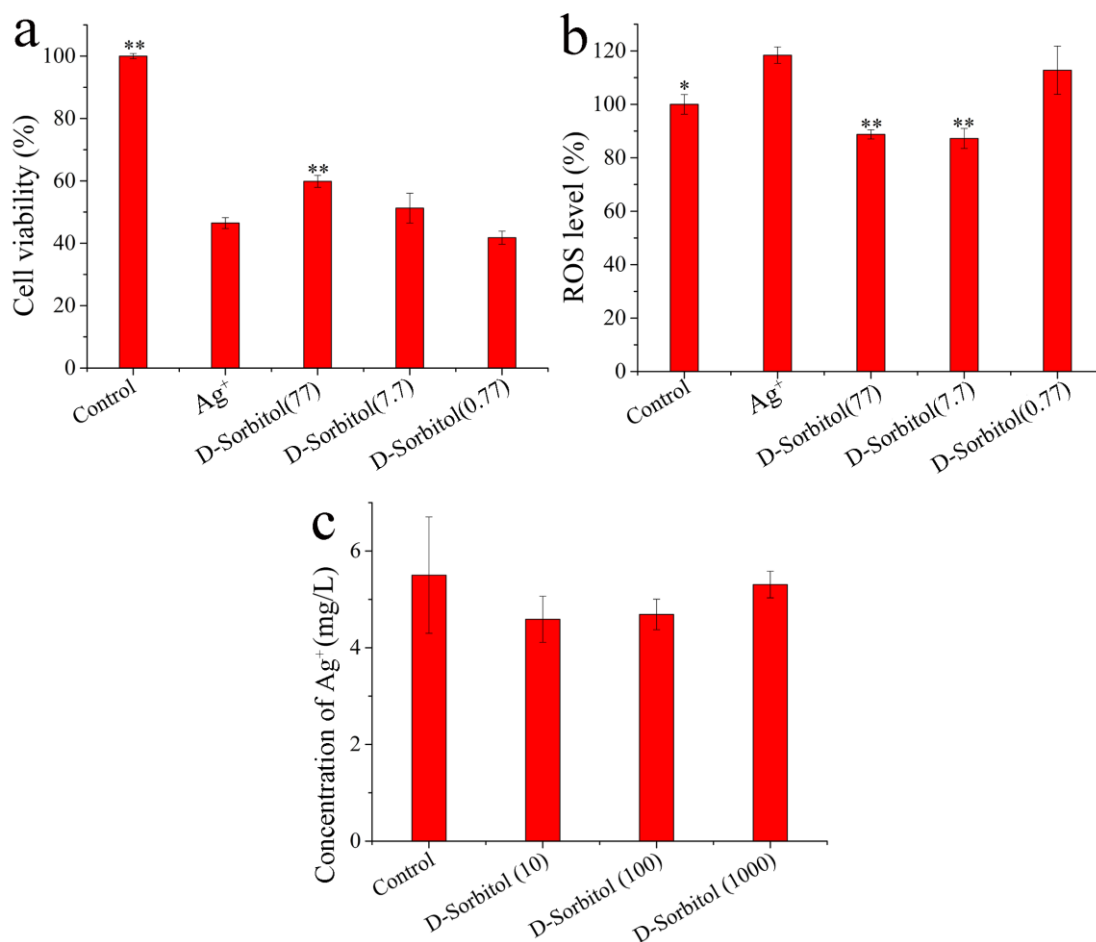 a
Cell viability (%)
100
80
60
40
20
0
**
**
Control
Ag⁺
D-Sorbitol(77)
D-Sorbitol(7.7)
D-Sorbitol(0.77)
b
ROS level (%)
120
100
80
60
40
20
0
*
**
**
Control
Ag⁺
D-Sorbitol(77)
D-Sorbitol(7.7)
D-Sorbitol(0.77)
c
Concentration of Ag⁺ (mg/L)
6
4
2
0
Control
D-Sorbitol (10)
D-Sorbitol (100)
D-Sorbitol (1000)